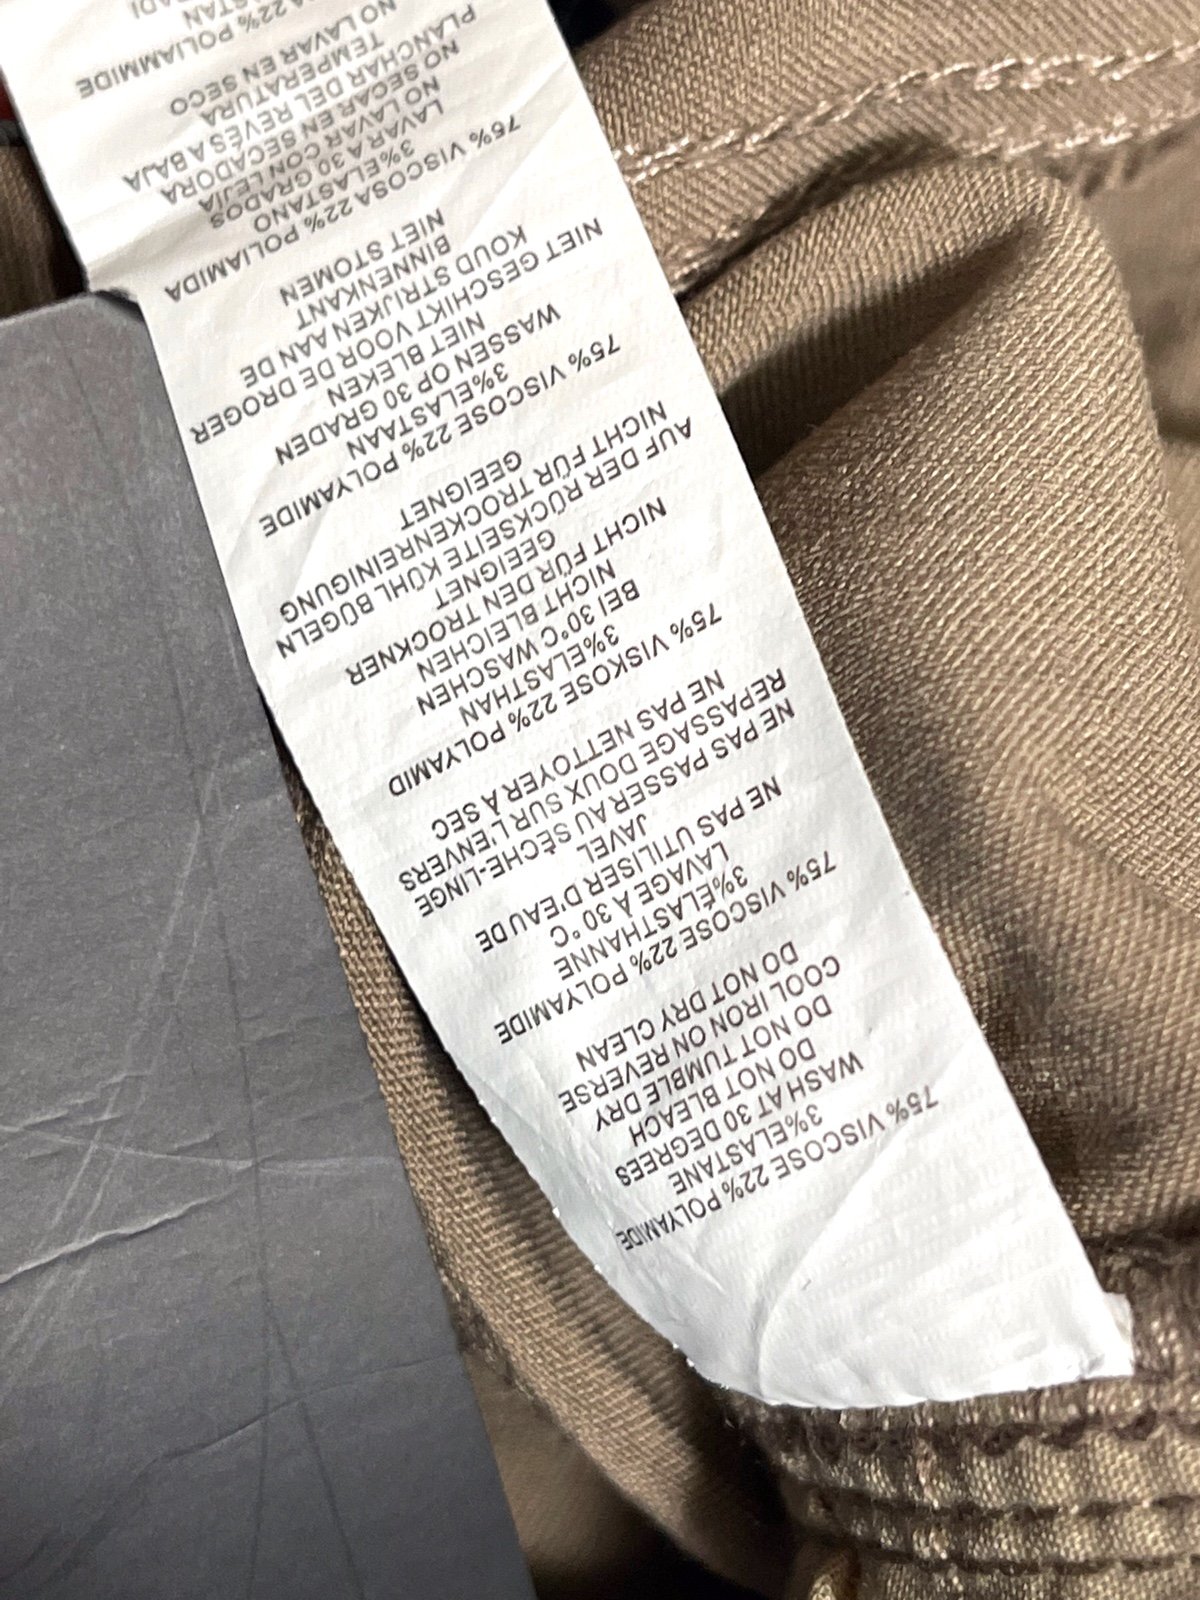 75% VISCOSE 22% POLYAMIDE
3%ELASTANE
WASH AT 30 DEGREES
DO NOT BLEACH
DO NOT TUMBLE DRY
COOL IRON ON REVERSE
DO NOT DRY CLEAN
75% VISCOSE 22% POLYAMIDE
3%ÉLASTHANNE
LAVAGE A 30°C
NE PAS UTILISER D'EAU DE
JAVEL
NE PAS PASSER AU SÈCHE-LINGE
REPASSAGE DOUX SUR L'ENVERS
NE PAS NETTOYER À SEC
75% VISKOSE 22% POLYAMID
3%ELASTHAN
BEI 30°C WASCHEN
NICHT BLEICHEN
NICHT FÜR DEN TROCKNER
GEEIGNET
AUF DER RÜCKSEITE KÜHL BÜGELN
NICHT FÜR TROCKENREINIGUNG
GEEIGNET
75% VISCOSE 22% POLYAMIDE
3%ELASTAAN
WASSEN OP 30 GRADEN
NIET BLEKEN
NIET GESCHIKT VOOR DE DROGER
KOUD STRIJKEN AAN DE
BINNENKANT
NIET STOMEN
75% VISCOSA 22% POLIAMIDA
3%ELASTANO
LAVAR A 30 GRADOS
NO LAVAR CON LEJIA
NO SECAR EN SECADORA
PLANCHAR DEL REVÉS A BAJA
TEMPERATURA
NO LAVAR EN SECO
22% POLIAMMIDE